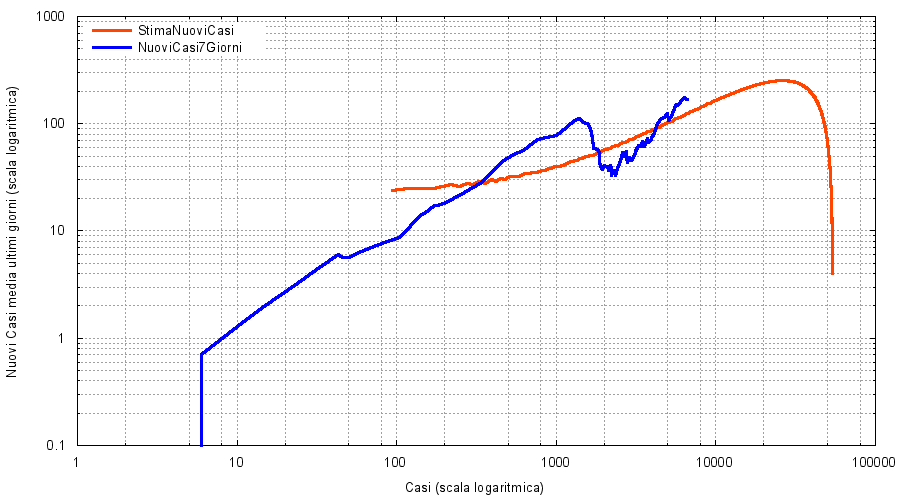 1000
100
10
1
0.1
StimaNuoviCasi
NuoviCasi7Giorni
Nuovi Casi media ultimi giorni (scala logaritmica)
1 10 100 1000 10000 100000
Casi (scala logaritmica)